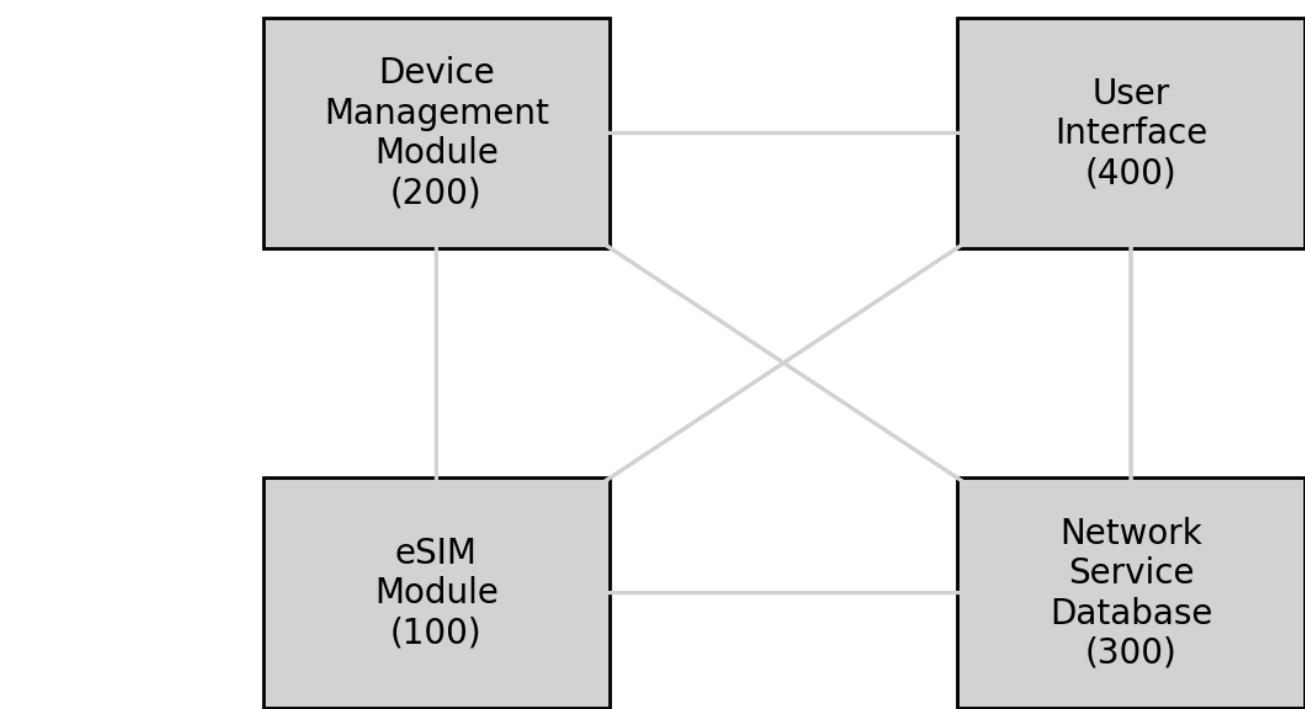 Device
Management
Module
(200)
User
Interface
(400)
eSIM
Module
(100)
Network
Service
Database
(300)